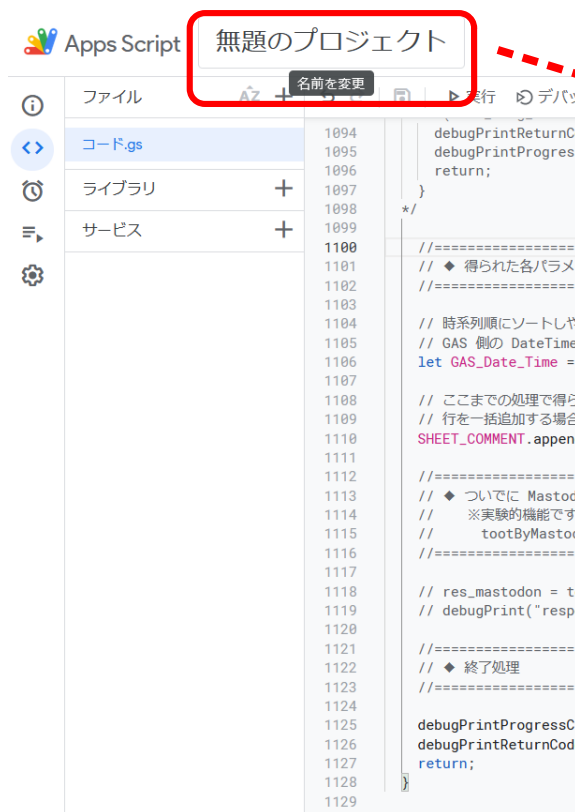 Apps Script 無題のプロジェクト
名前を変更
ファイル
実行 デバッ
コード.gs
ライブラリ
サービス
1094 debugPrintReturnC
1095 debugPrintProgres
1096 return;
1097 }
1098 */
1099
1100 //=================
1101 // ◆ 得られた各パラメ
1102 //=================
1103
1104 // 時系列順にソートしや
1105 // GAS 側の DateTime
1106 let GAS_Date_Time =
1107
1108 // ここまでの処理で得ら
1109 // 行を一括追加する場合
1110 SHEET_COMMENT.appen
1111
1112 //=================
1113 // ◆ ついでに Mastod
1114 // ※実験的機能です
1115 // tootByMastod
1116 //=================
1117
1118 // res_mastodon = t
1119 // debugPrint("resp
1120
1121 //=================
1122 // ◆ 終了処理
1123 //=================
1124
1125 debugPrintProgressC
1126 debugPrintReturnCod
1127 return;
1128 }
1129